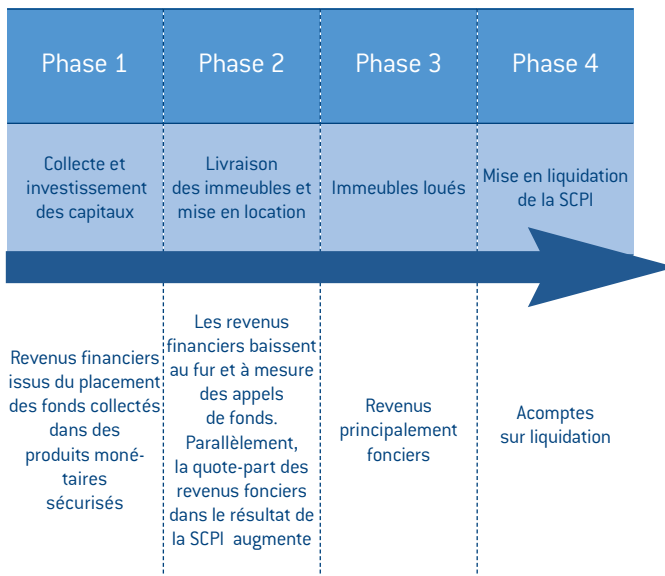 Phase 1
Phase 2
Phase 3
Phase 4
Collecte et
investissement
des capitaux
Livraison
des immeubles et
mise en location
Immeubles loués
Mise en liquidation
de la SCPI
Revenus financiers
issus du placement
des fonds collectés
dans des
produits moné-
taires
sécurisés
Les revenus
financiers baissent
au fur et à mesure
des appels
de fonds.
Parallèlement,
la quote-part des
revenus fonciers
dans le résultat de
la SCPI augmente
Revenus
principalement
fonciers
Acomptes
sur liquidation